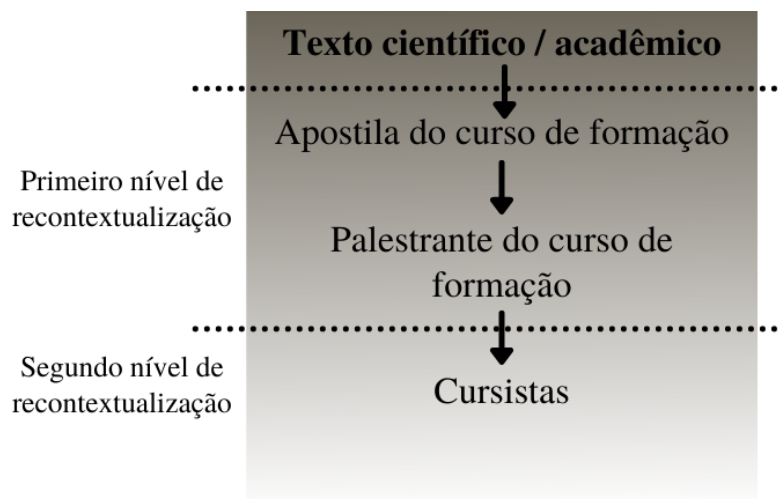 Texto científico / acadêmico
Apostila do curso de formação
Primeiro nível de
recontextualização
Palestrante do curso de
formação
Segundo nível de
recontextualização
Cursistas